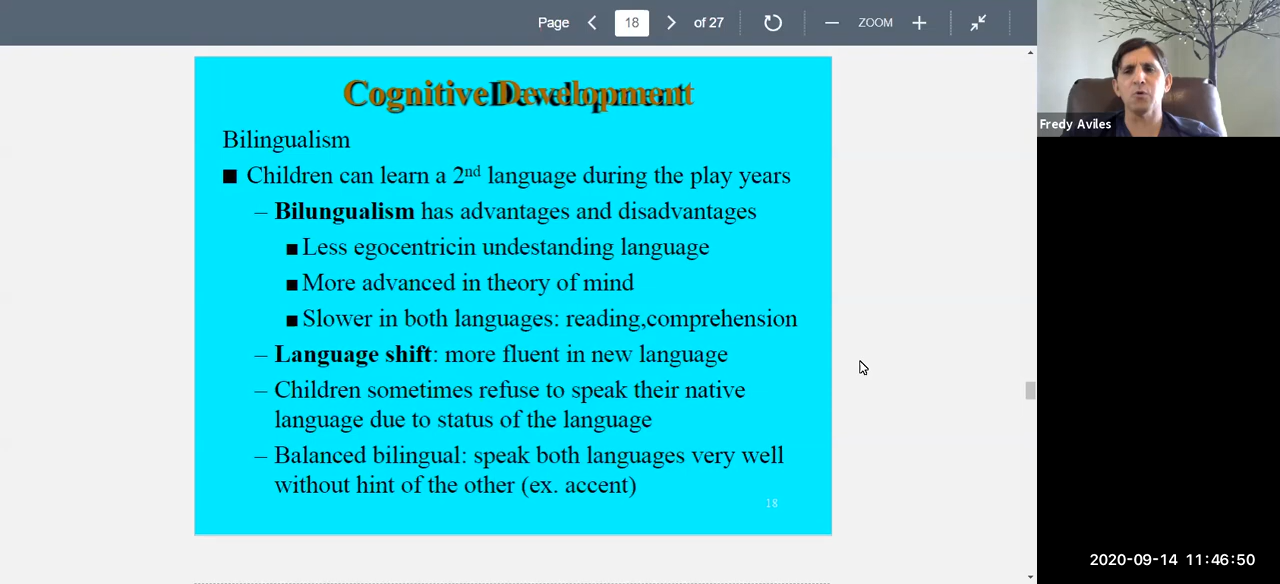 Page 18 of 27 ZOOM
Cognitive Development
Bilingualism
■ Children can learn a 2nd language during the play years
– Bilungualism has advantages and disadvantages
■ Less egocentricin undestanding language
■ More advanced in theory of mind
■ Slower in both languages: reading,comprehension
– Language shift: more fluent in new language
– Children sometimes refuse to speak their native
language due to status of the language
– Balanced bilingual: speak both languages very well
without hint of the other (ex. accent)
18
Fredy Aviles
2020-09-14 11:46:50